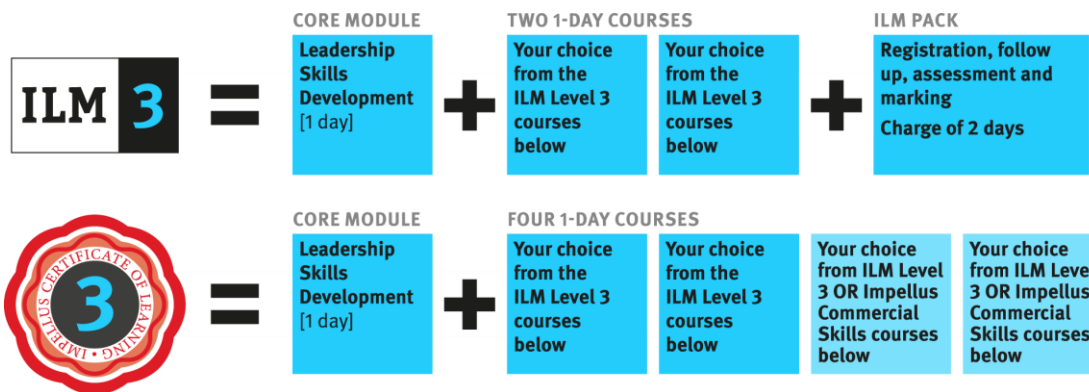 CORE MODULE
TWO 1-DAY COURSES
ILM PACK
ILM 3
=
Leadership
Skills
Development
[1 day]
+
Your choice
from the
ILM Level 3
courses
below
Your choice
from the
ILM Level 3
courses
below
+
Registration, follow
up, assessment and
marking
Charge of 2 days
CORE MODULE
FOUR 1-DAY COURSES
IMPELLUS CERTIFICATE OF LEARNING •
3
=
Leadership
Skills
Development
[1 day]
+
Your choice
from the
ILM Level 3
courses
below
Your choice
from the
ILM Level 3
courses
below
Your choice
from ILM Level
3 OR Impellus
Commercial
Skills courses
below
Your choice
from ILM Leve
3 OR Impellus
Commercial
Skills courses
below